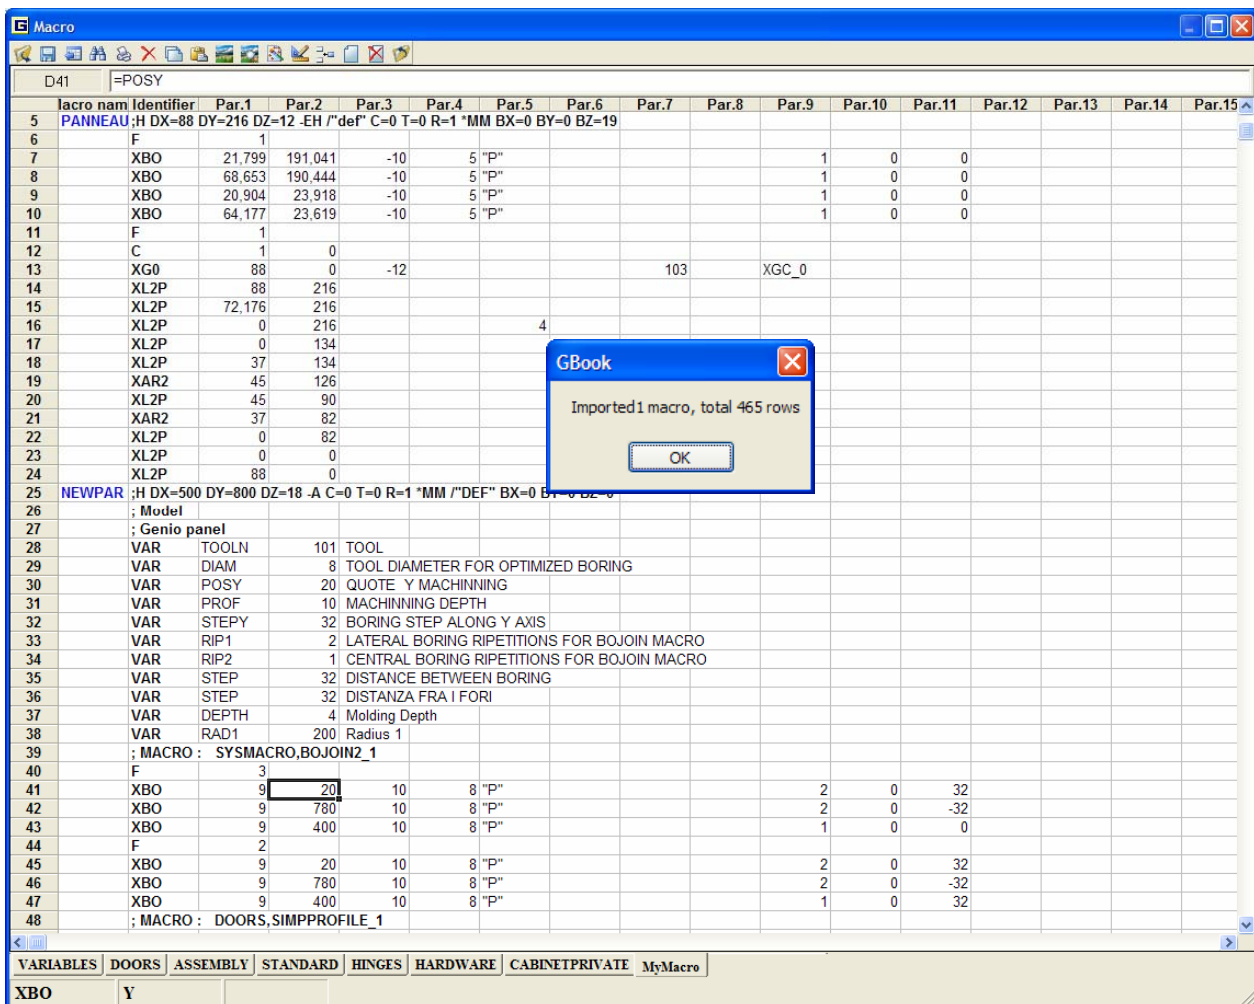 Macro
D41 =POSY
lacro nam Identifier Par.1 Par.2 Par.3 Par.4 Par.5 Par.6 Par.7 Par.8 Par.9 Par.10 Par.11 Par.12 Par.13 Par.14 Par.15
5 PANNEAU ;H DX=88 DY=216 DZ=12 -EH /"def" C=0 T=0 R=1 *MM BX=0 BY=0 BZ=19
6 F 1
7 XBO 21,799 191,041 -10 5 "P" 1 0 0
8 XBO 68,653 190,444 -10 5 "P" 1 0 0
9 XBO 20,904 23,918 -10 5 "P" 1 0 0
10 XBO 64,177 23,619 -10 5 "P" 1 0 0
11 F 1
12 C 1 0
13 XG0 88 0 -12 103 XGC_0
14 XL2P 88 216
15 XL2P 72,176 216
16 XL2P 0 216 4
17 XL2P 0 134
18 XL2P 37 134
19 XAR2 45 126
20 XL2P 45 90
21 XAR2 37 82
22 XL2P 0 82
23 XL2P 0 0
24 XL2P 88 0
GBook
Imported1 macro, total 465 rows
OK
25 NEWPAR ;H DX=500 DY=800 DZ=18 -A C=0 T=0 R=1 *MM /"DEF" BX=0
26 ; Model
27 ; Genio panel
28 VAR TOOLN 101 TOOL
29 VAR DIAM 8 TOOL DIAMETER FOR OPTIMIZED BORING
30 VAR POSY 20 QUOTE Y MACHINNING
31 VAR PROF 10 MACHINNING DEPTH
32 VAR STEPY 32 BORING STEP ALONG Y AXIS
33 VAR RIP1 2 LATERAL BORING RIPETITIONS FOR BOJOIN MACRO
34 VAR RIP2 1 CENTRAL BORING RIPETITIONS FOR BOJOIN MACRO
35 VAR STEP 32 DISTANCE BETWEEN BORING
36 VAR STEP 32 DISTANZA FRA I FORI
37 VAR DEPTH 4 Molding Depth
38 VAR RAD1 200 Radius 1
39 ; MACRO : SYSMACRO,BOJOIN2_1
40 F 3
41 XBO 9 20 10 8 "P" 2 0 32
42 XBO 9 780 10 8 "P" 2 0 -32
43 XBO 9 400 10 8 "P" 1 0 0
44 F 2
45 XBO 9 20 10 8 "P" 2 0 32
46 XBO 9 780 10 8 "P" 2 0 -32
47 XBO 9 400 10 8 "P" 1 0 32
48 ; MACRO : DOORS,SIMPPROFILE_1
VARIABLES DOORS ASSEMBLY STANDARD HINGES HARDWARE CABINETPRIVATE MyMacro
XBO Y